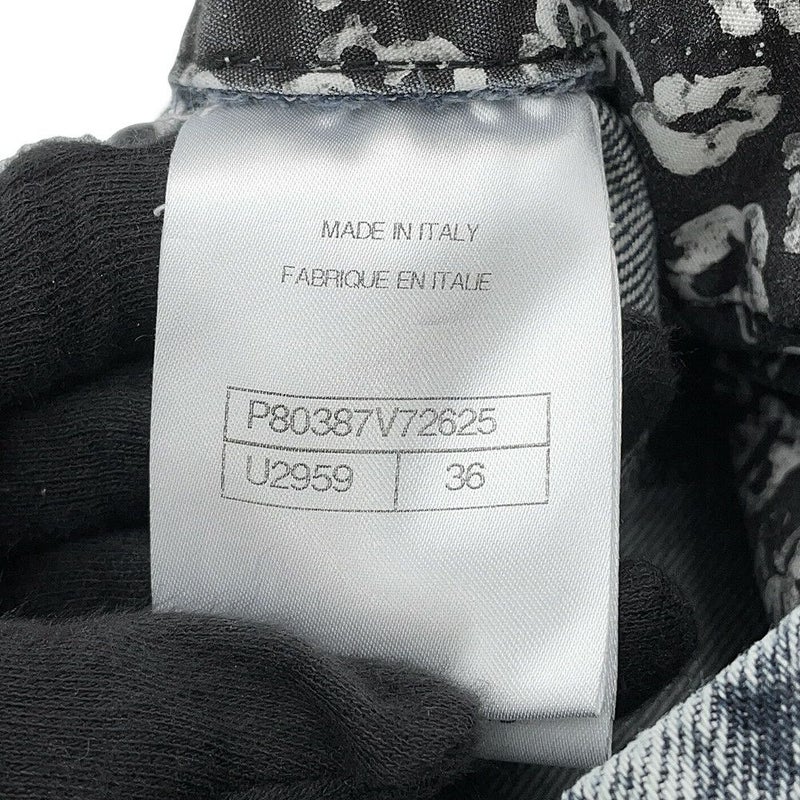 MADE IN ITALY
FABRIQUE EN ITALIE
P80387V72625
U2959 36